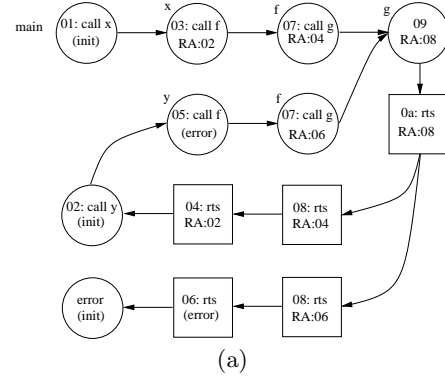 x
f
g
main
01: call x
(init)
03: call f
RA:02
07: call g
RA:04
09
RA:08
y
f
05: call f
(error)
07: call g
RA:06
0a: rts
RA:08
02: call y
(init)
04: rts
RA:02
08: rts
RA:04
error
(init)
06: rts
(error)
08: rts
RA:06
(a)